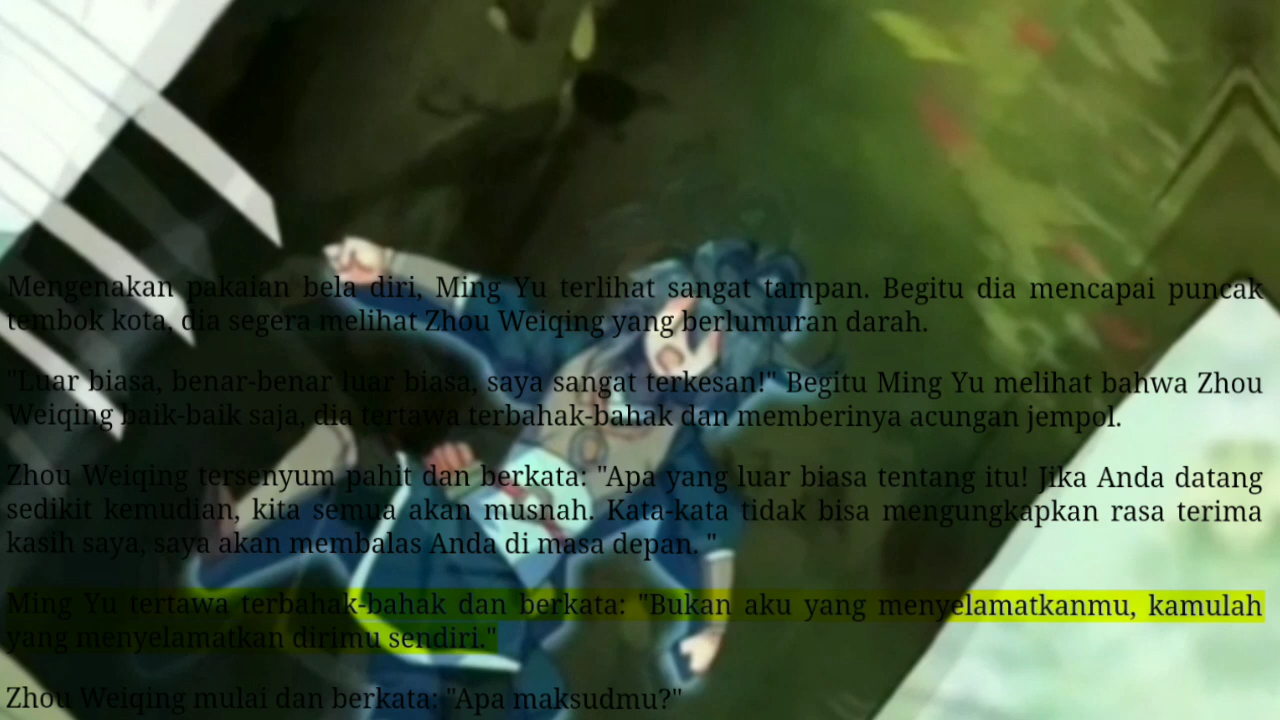 Mengenakan pakaian bela diri, Ming Yu terlihat sangat tampan. Begitu dia mencapai puncak
tembok kota, dia segera melihat Zhou Weiqing yang berlumuran darah.
"Luar biasa, benar-benar luar biasa, saya sangat terkesan!" Begitu Ming Yu melihat bahwa Zhou
Weiqing baik-baik saja, dia tertawa terbahak-bahak dan memberinya acungan jempol.
Zhou Weiqing tersenyum pahit dan berkata: "Apa yang luar biasa tentang itu! Jika Anda datang
sedikit kemudian, kita semua akan musnah. Kata-kata tidak bisa mengungkapkan rasa terima
kasih saya, saya akan membalas Anda di masa depan. "
Ming Yu tertawa terbahak-bahak dan berkata: "Bukan aku yang menyelamatkanmu, kamulah
yang menyelamatkan dirimu sendiri."
Zhou Weiqing mulai dan berkata: "Apa maksudmu?"